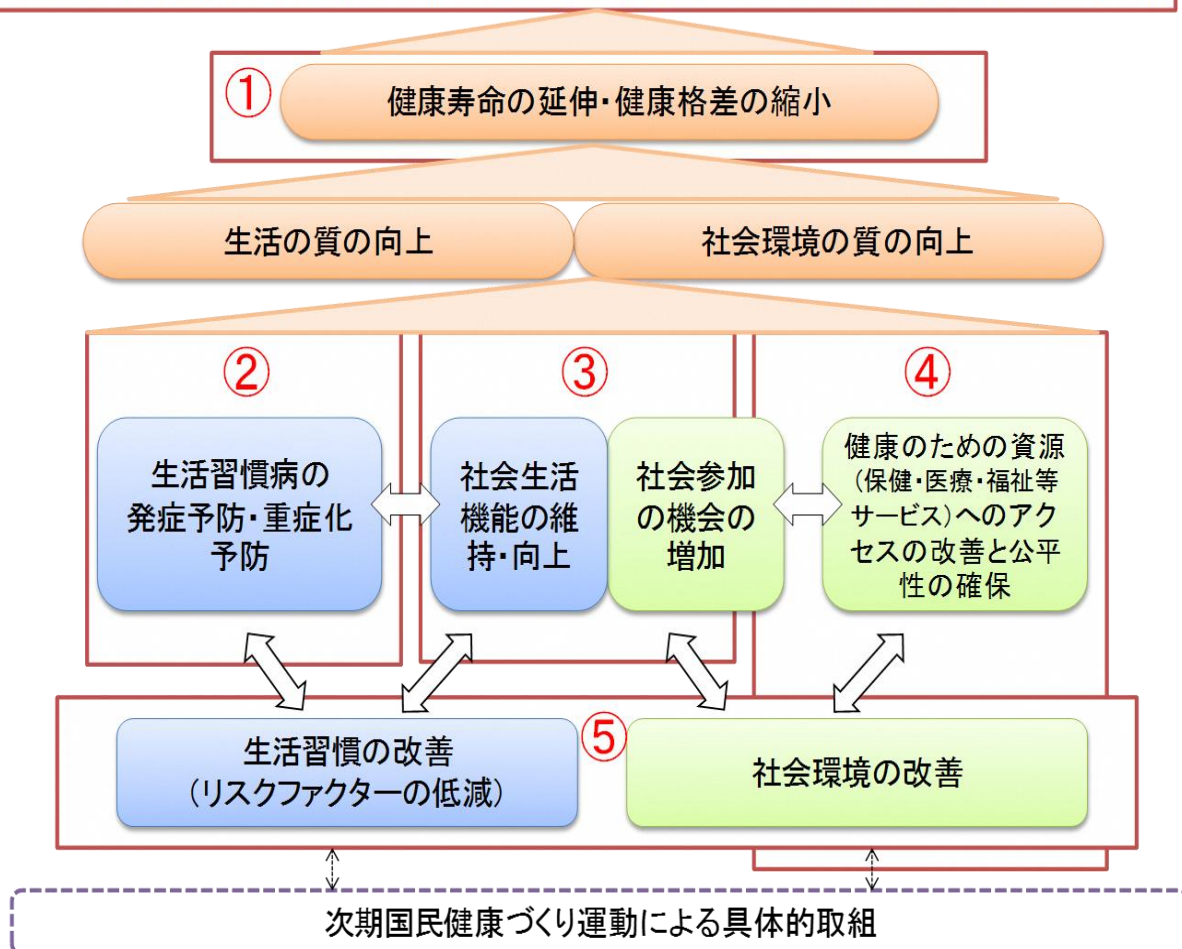 ①
健康寿命の延伸・健康格差の縮小
生活の質の向上
社会環境の質の向上
②
③
④
生活習慣病の
発症予防・重症化
予防
社会生活
機能の維
持・向上
社会参加
の機会の
増加
健康のための資源
（保健・医療・福祉等
サービス）へのアク
セスの改善と公平
性の確保
⑤
生活習慣の改善
（リスクファクターの低減）
社会環境の改善
次期国民健康づくり運動による具体的取組